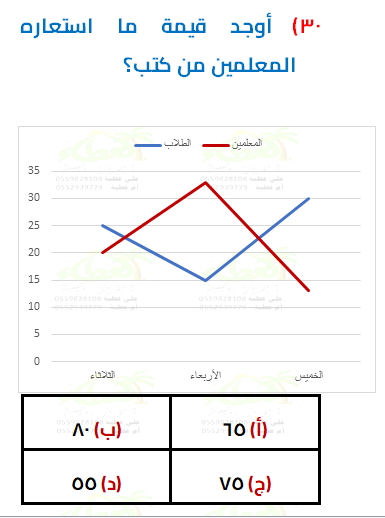 ٣٠) أوجد قيمة ما استعاره
المعلمين من كتب؟
الطلاب المعلمين
35
30
25
20
15
10
5
0
الثلاثاء الأربعاء الخميس
(أ) ٦٥ (ب) ٨٠
(ج) ٧٥ (د) ٥٥